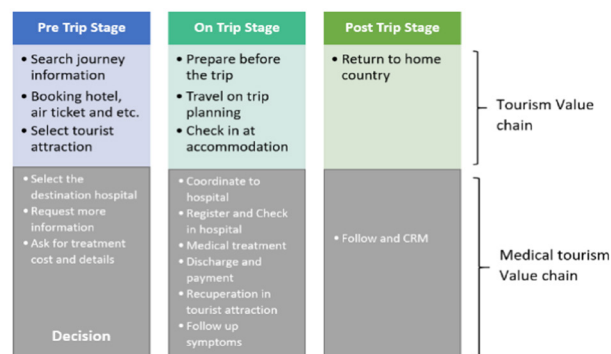 Pre Trip Stage
• Search journey
information
• Booking hotel,
air ticket and etc.
• Select tourist
attraction
• Select the
destination hospital
• Request more
information
• Ask for treatment
cost and details
Decision
On Trip Stage
• Prepare before
the trip
• Travel on trip
planning
• Check in at
accommodation
• Coordinate to
hospital
• Register and Check
in hospital
• Medical treatment
• Discharge and
payment
• Recuperation in
tourist attraction
• Follow up
symptoms
Post Trip Stage
• Return to home
country
• Follow and CRM
Tourism Value
chain
Medical tourism
Value chain